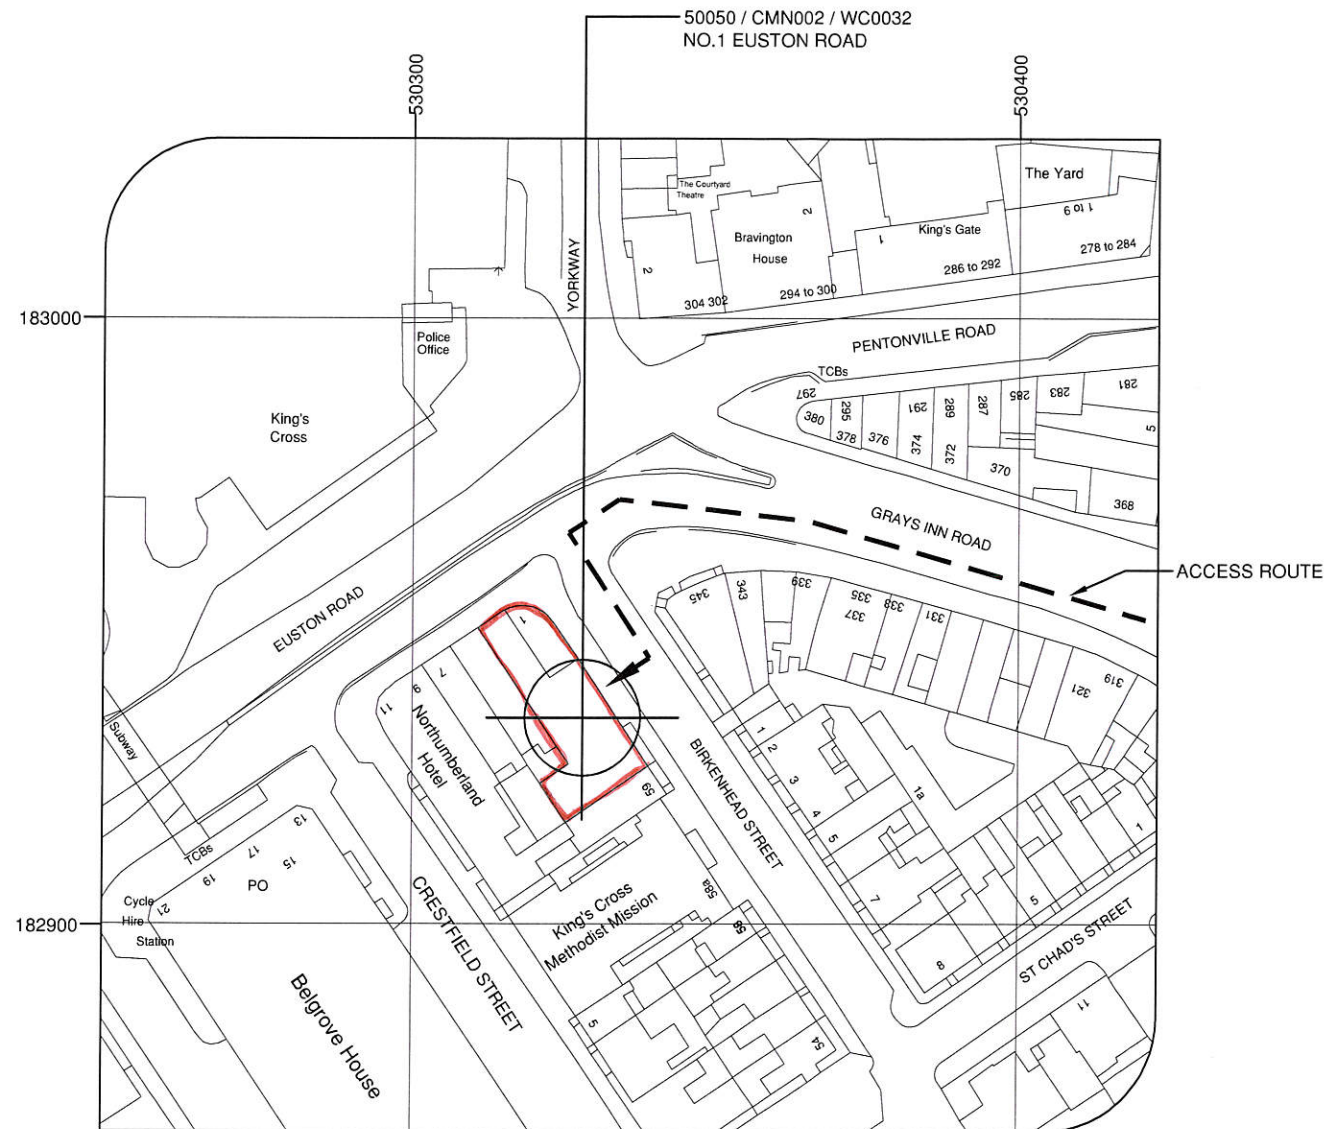 50050 / CMN002 / WC0032
NO.1 EUSTON ROAD
530300
530400
The Yard
1 to 9
The Courtyard
Theatre
2
Bravington
House
2
1
King's Gate
278 to 284
286 to 292
294 to 300
304 302
YORKWAY
183000
Police
Office
PENTONVILLE ROAD
TCBs
297
380
295
378
376
291
374
289
372
287
285
283
281
5
370
368
King's
Cross
GRAYS INN ROAD
ACCESS ROUTE
EUSTON ROAD
345
343
339
335
337
333
331
321
319
1
7
9
11
Northumberland
Hotel
Subway
59
BIRKENHEAD STREET
1
2
3
4
5
7
8
1a
1
5
ST CHAD'S STREET
11
TCBs
13
15
17
19
21
PO
Cycle
Hire
Station
182900
CRESTFIELD STREET
King's Cross
Methodist Mission
58a
58
5
54
Belgrove House